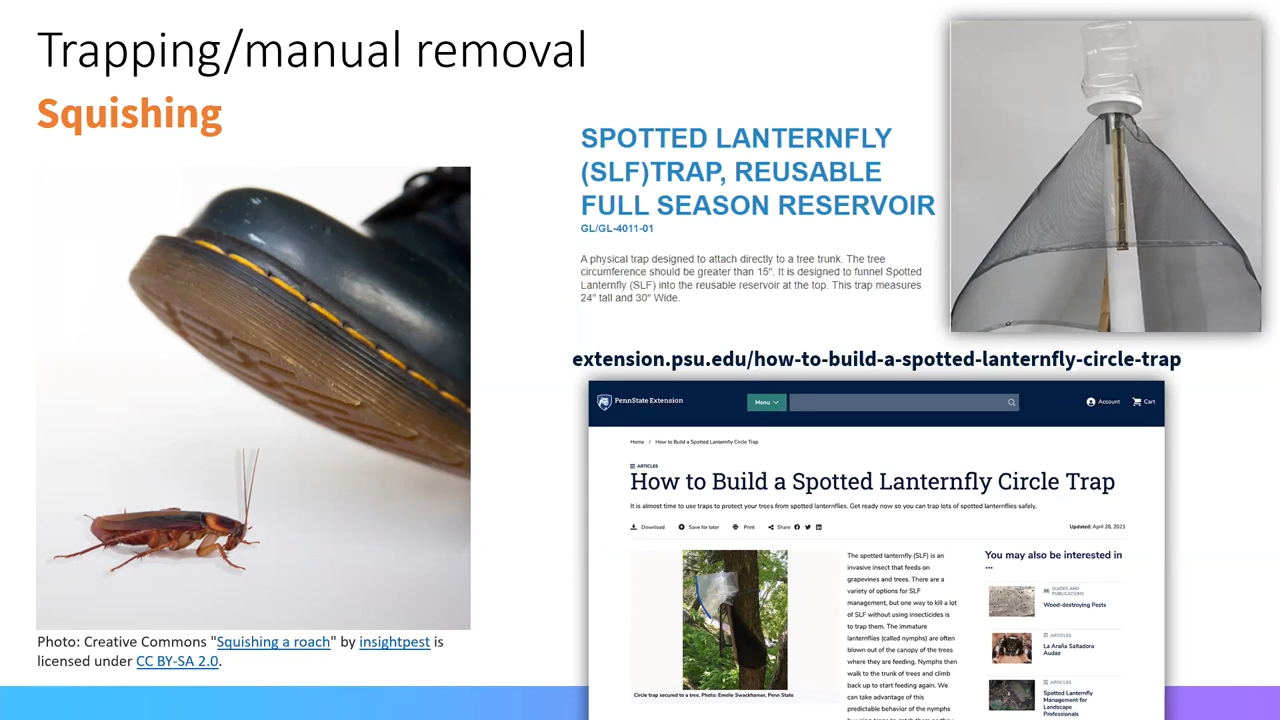 Trapping/manual removal
Squishing
SPOTTED LANTERNFLY
(SLF)TRAP, REUSABLE
FULL SEASON RESERVOIR
GL/GL-4011-01
A physical trap designed to attach directly to a tree trunk. The tree
circumference should be greater than 15". It is designed to funnel Spotted
Lanternfly (SLF) into the reusable reservoir at the top. This trap measures
24" tall and 30" Wide.
extension.psu.edu/how-to-build-a-spotted-lanternfly-circle-trap
PennState Extension
Menu
Account
Cart
Home / How to Build a Spotted Lanternfly Circle Trap
ARTICLES
How to Build a Spotted Lanternfly Circle Trap
It is almost time to use traps to protect your trees from spotted lanternflies. Get ready now so you can trap lots of spotted lanternflies safely.
Download
Save for later
Print
Share
Updated: April 28, 2021
The spotted lanternfly (SLF) is an
invasive insect that feeds on
grapevines and trees. There are a
variety of options for SLF
management, but one way to kill a lot
of SLF without using insecticides is
to trap them. The immature
lanternflies (called nymphs) are often
blown out of the canopy of the trees
where they are feeding. Nymphs then
walk to the trunk of trees and climb
back up to start feeding again. We
can take advantage of this
predictable behavior of the nymphs
by using traps to catch them as they
Circle trap secured to a tree. Photo: Emelie Swackhamer, Penn State
You may also be interested in
...
GUIDES AND
PUBLICATIONS
Wood-destroying Pests
ARTICLES
La Araña Saltadora
Audaz
ARTICLES
Spotted Lanternfly
Management for
Landscape
Professionals
Photo: Creative Commons "Squishing a roach" by insightpest is
licensed under CC BY-SA 2.0.